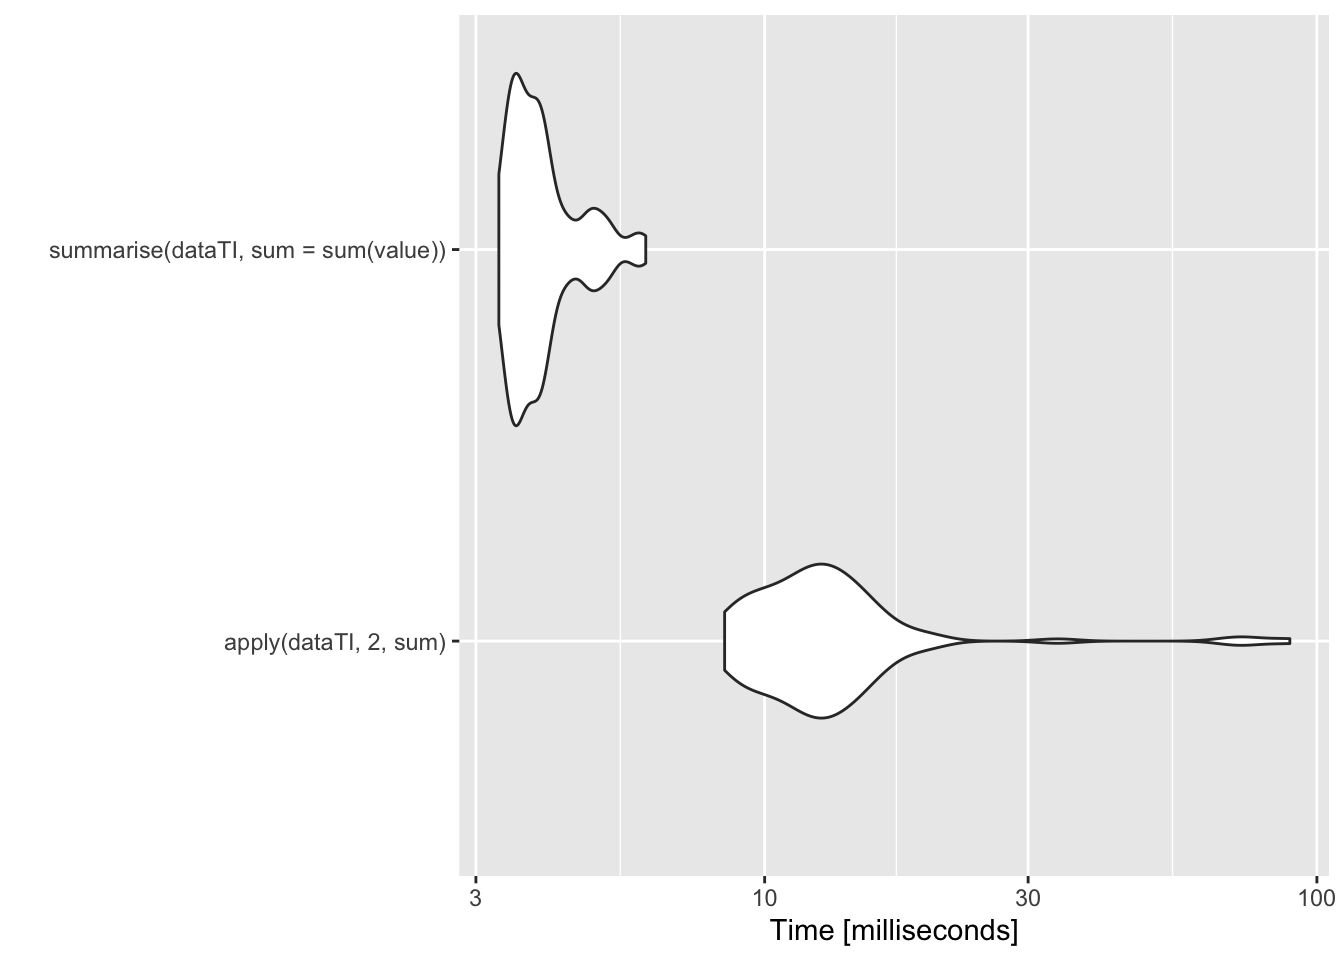 summarise(dataTI, sum = sum(value))
apply(dataTI, 2, sum)
3
10
30
100
Time [milliseconds]